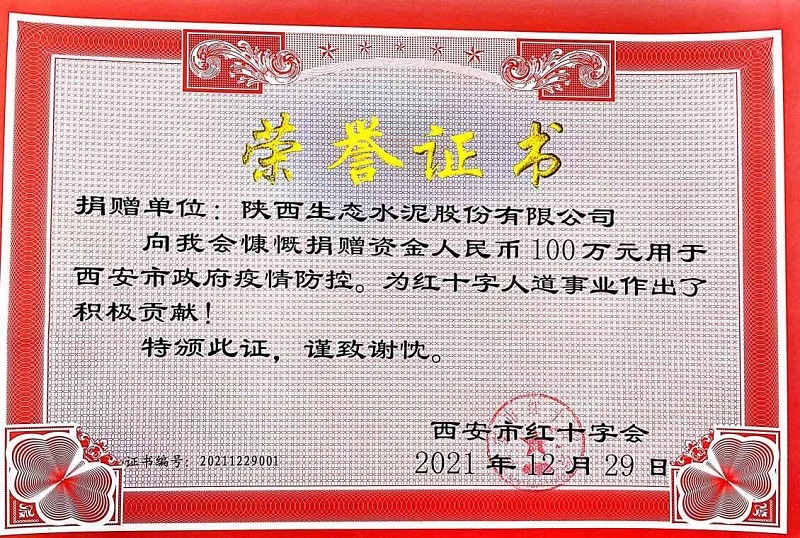 荣誉证书
捐赠单位：陕西生态水泥股份有限公司
向我会慷慨捐赠资金人民币100万元用于
西安市政府疫情防控。为红十字人道事业作出了
积极贡献！
特颁此证，谨致谢忱。
西安市红十字会
2021年12月29日
证书编号：20211229001